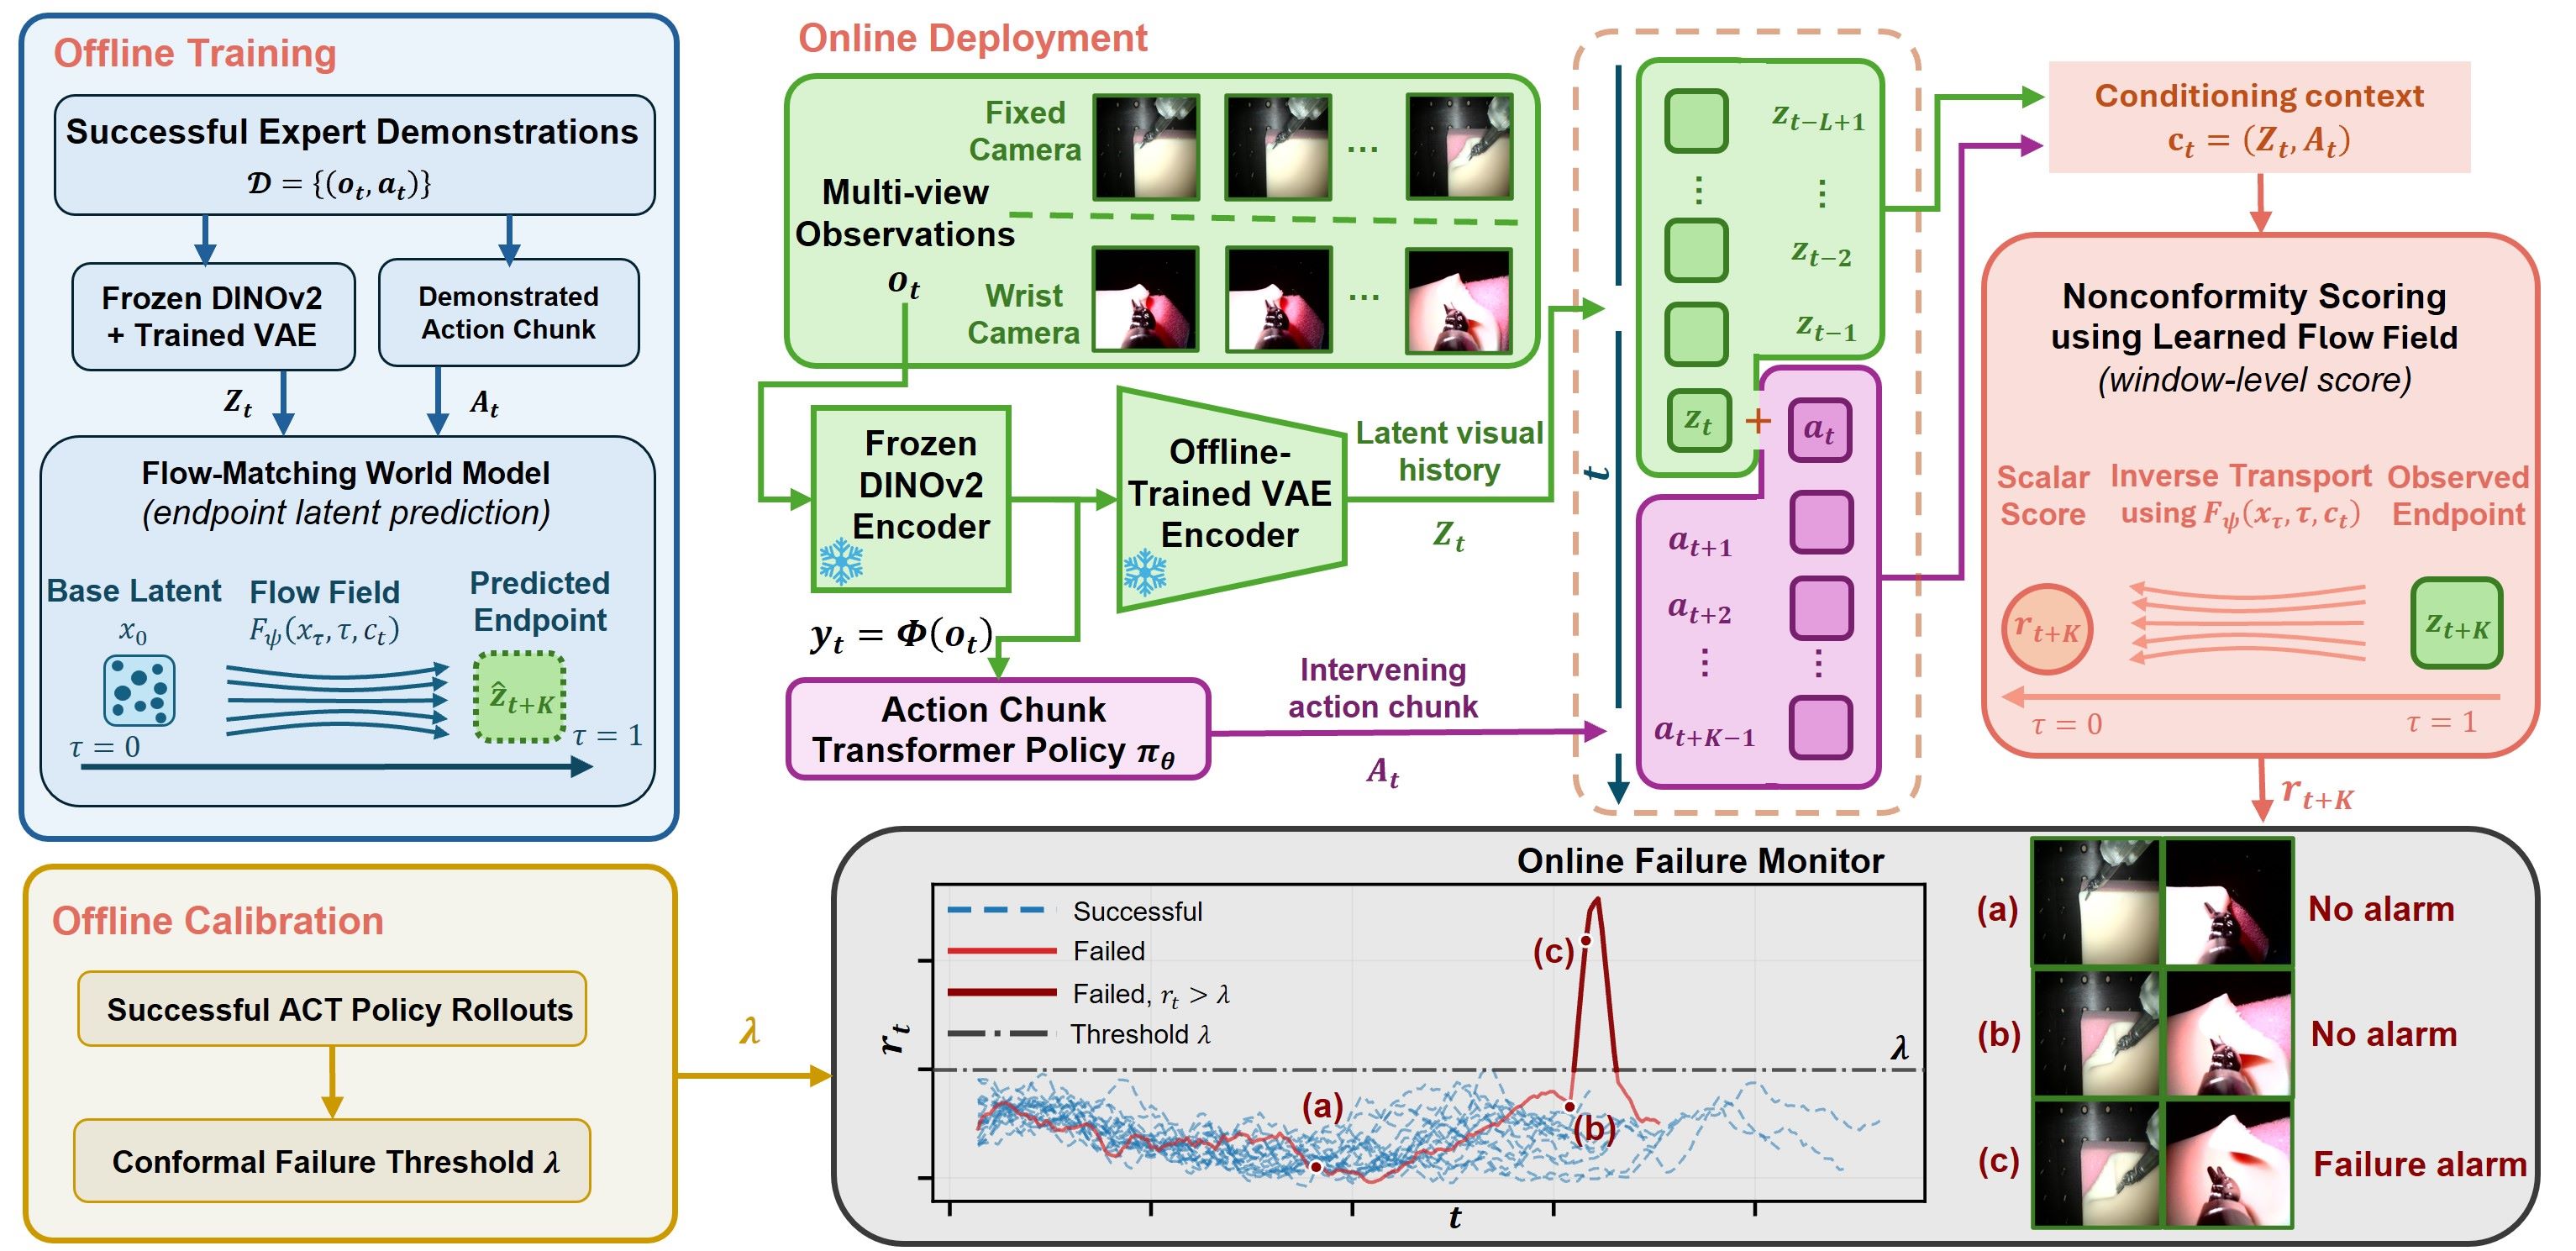 Offline Training
Successful Expert Demonstrations
𝒟 = {(o_t, a_t)}
Frozen DINOv2
+ Trained VAE
Demonstrated
Action Chunk
Z_t
A_t
Flow-Matching World Model
(endpoint latent prediction)
Base Latent
x_0
Flow Field
F_ψ(x_τ, τ, c_t)
Predicted
Endpoint
ẑ_{t+K}
τ = 0
τ = 1
Offline Calibration
Successful ACT Policy Rollouts
Conformal Failure Threshold λ
λ
Online Deployment
Multi-view
Observations
o_t
Fixed
Camera
...
Wrist
Camera
...
Frozen
DINOv2
Encoder
Offline-
Trained VAE
Encoder
Latent visual
history
Z_t
y_t = Φ(o_t)
Action Chunk
Transformer Policy π_θ
Intervening
action chunk
A_t
t
z_{t−L+1}
⋮ ⋮
z_{t−2}
z_{t−1}
z_t + a_t
a_{t+1}
a_{t+2}
⋮ ⋮
a_{t+K−1}
Conditioning context
c_t = (Z_t, A_t)
Nonconformity Scoring
using Learned Flow Field
(window-level score)
Scalar
Score
Inverse Transport
using F_ψ(x_τ, τ, c_t)
Observed
Endpoint
r_{t+K}
z_{t+K}
τ = 0
τ = 1
r_{t+K}
Online Failure Monitor
Successful
Failed
Failed, r_t > λ
Threshold λ
r_t
λ
(a)
(b)
(c)
t
(a)
No alarm
(b)
No alarm
(c)
Failure alarm